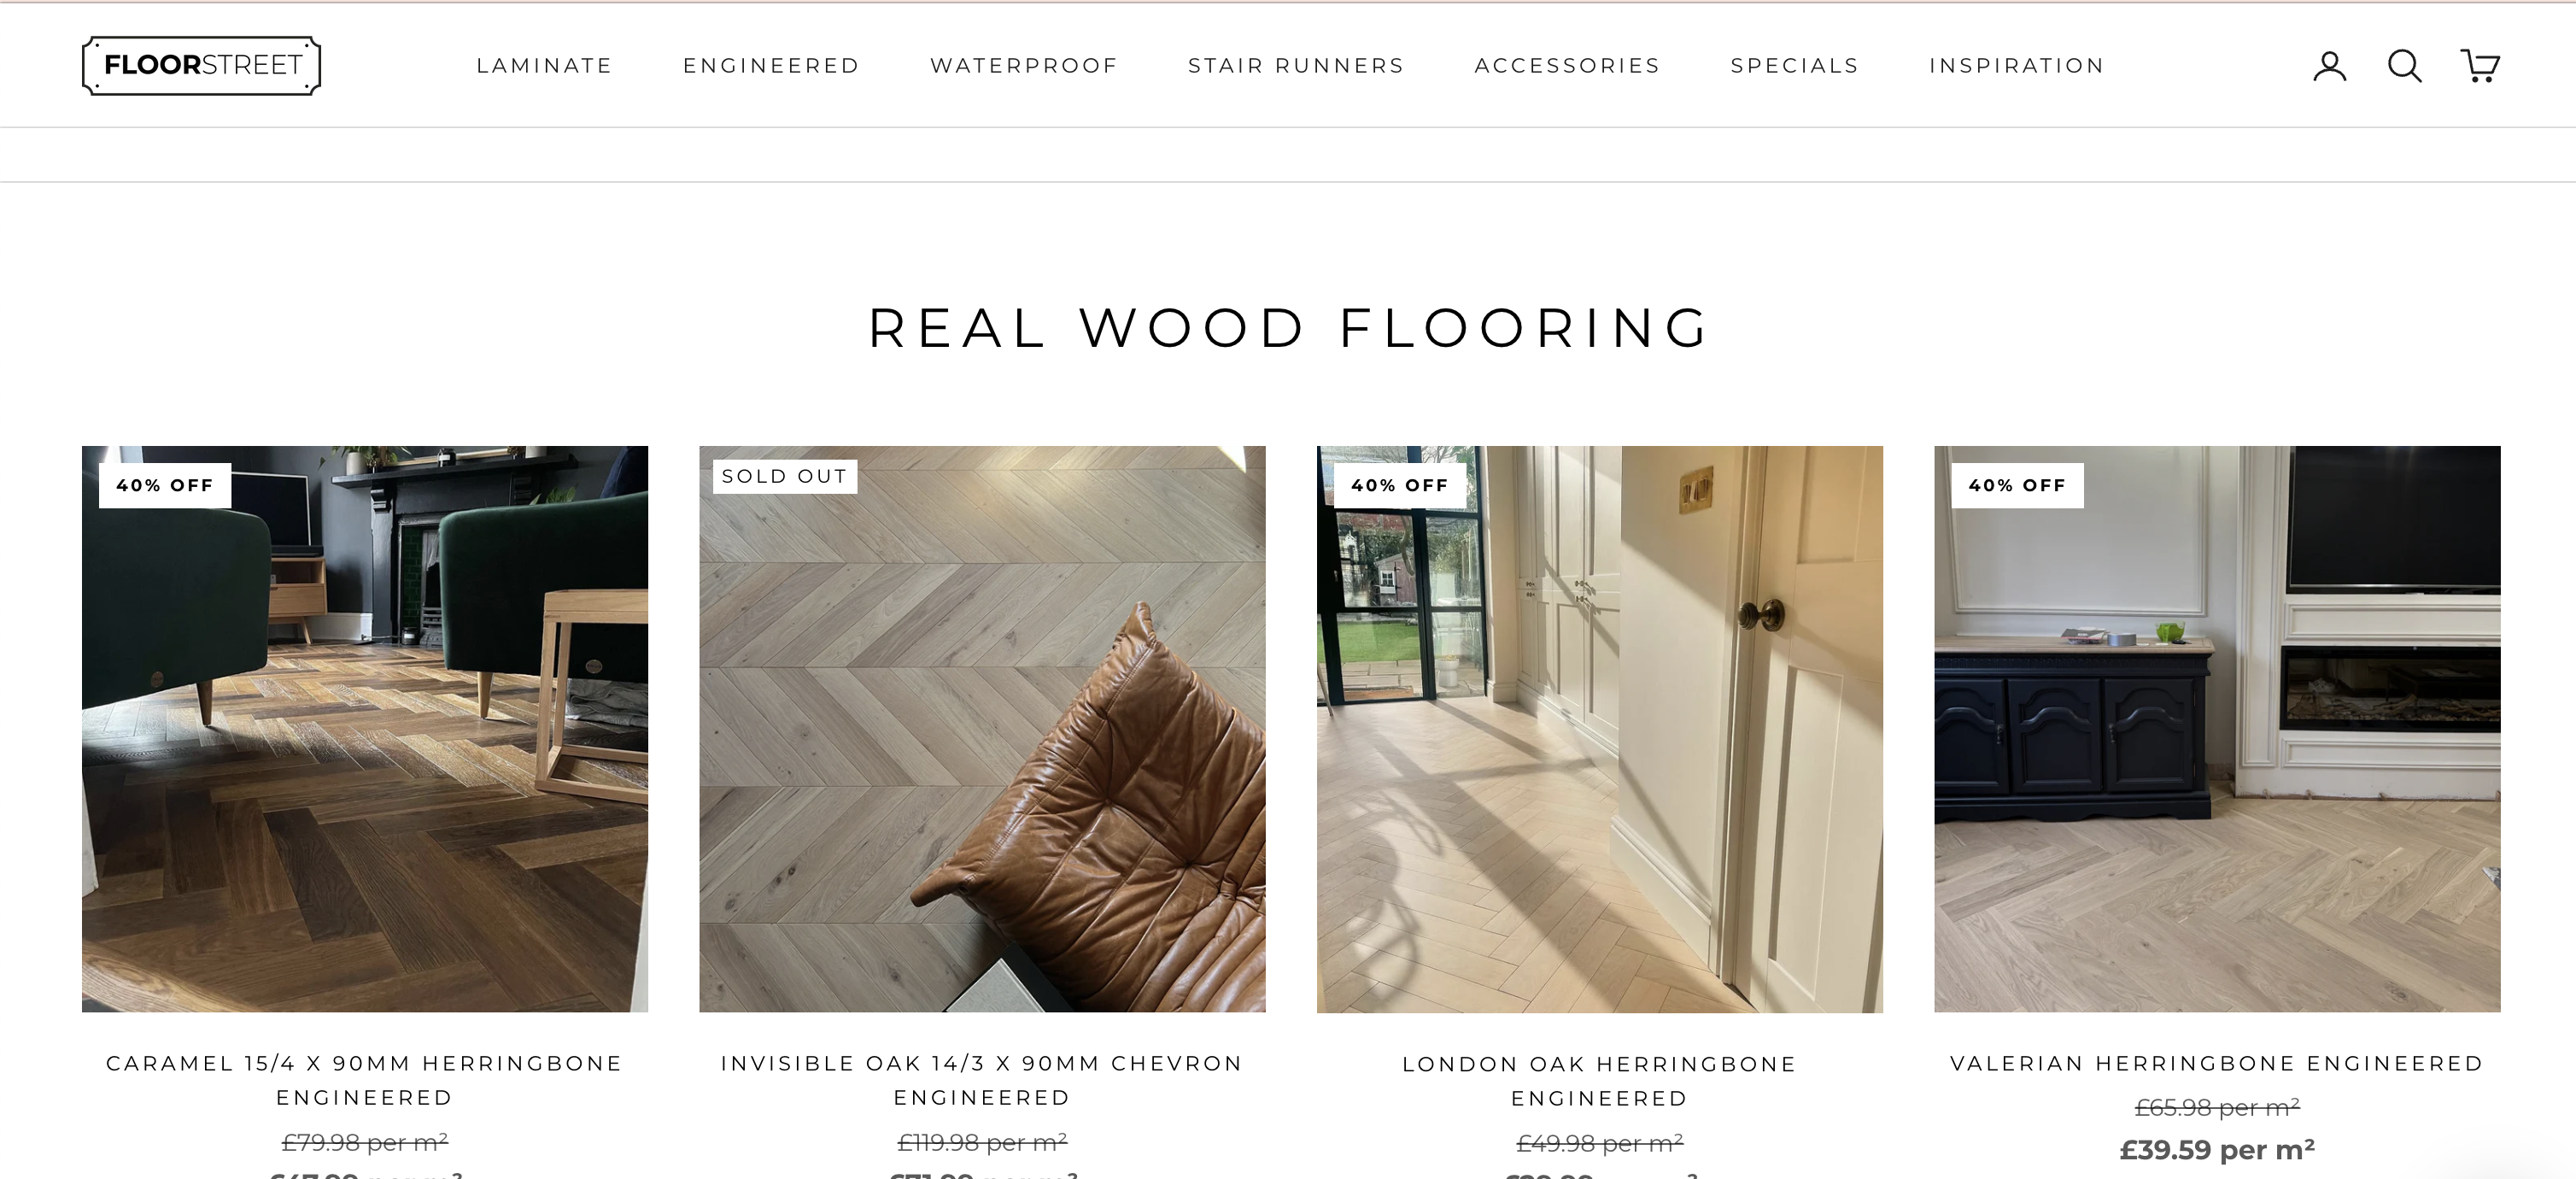 FLOORSTREET
LAMINATE ENGINEERED WATERPROOF STAIR RUNNERS ACCESSORIES SPECIALS INSPIRATION
REAL WOOD FLOORING
40% OFF
SOLD OUT
40% OFF
40% OFF
CARAMEL 15/4 X 90MM HERRINGBONE
ENGINEERED
£79.98 per m²
INVISIBLE OAK 14/3 X 90MM CHEVRON
ENGINEERED
£119.98 per m²
LONDON OAK HERRINGBONE
ENGINEERED
£49.98 per m²
VALERIAN HERRINGBONE ENGINEERED
£65.98 per m²
£39.59 per m²